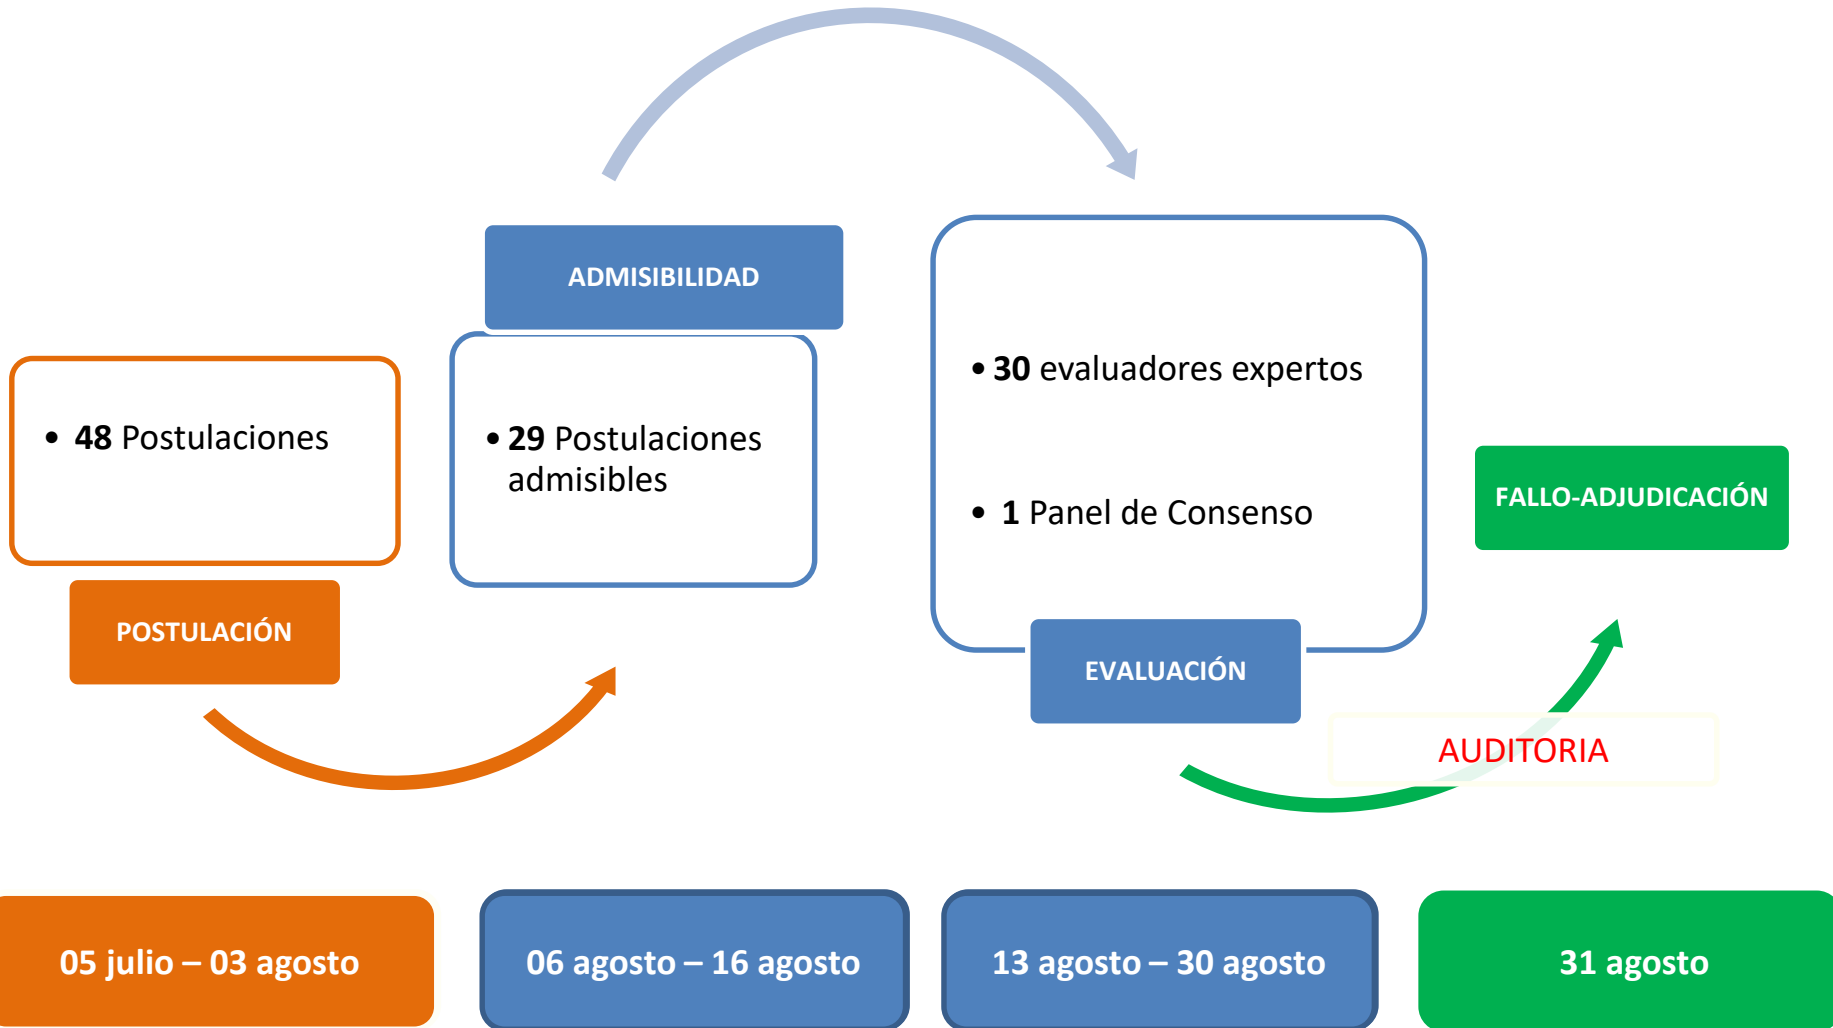 • 48 Postulaciones
POSTULACIÓN
ADMISIBILIDAD
• 29 Postulaciones
admisibles
• 30 evaluadores expertos
• 1 Panel de Consenso
EVALUACIÓN
FALLO-ADJUDICACIÓN
AUDITORIA
05 julio – 03 agosto
06 agosto – 16 agosto
13 agosto – 30 agosto
31 agosto